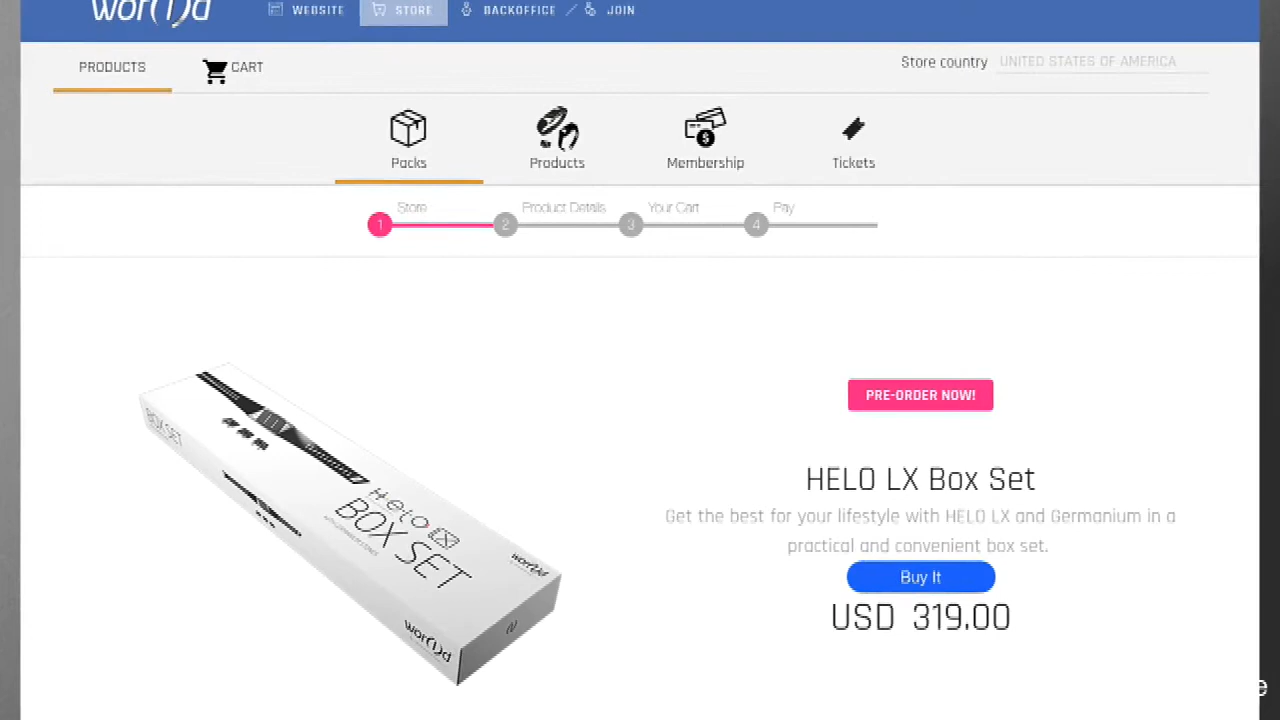 wor(l)d
WEBSITE
STORE
BACKOFFICE / JOIN
PRODUCTS
CART
Store country UNITED STATES OF AMERICA
Packs
Products
Membership
Tickets
Store
Product Details
Your Cart
Pay
1
2
3
4
BOX SET
Helo LX
BOX SET
wor(l)d
wor(l)d
PRE-ORDER NOW!
HELO LX Box Set
Get the best for your lifestyle with HELO LX and Germanium in a
practical and convenient box set.
Buy It
USD 319.00
e